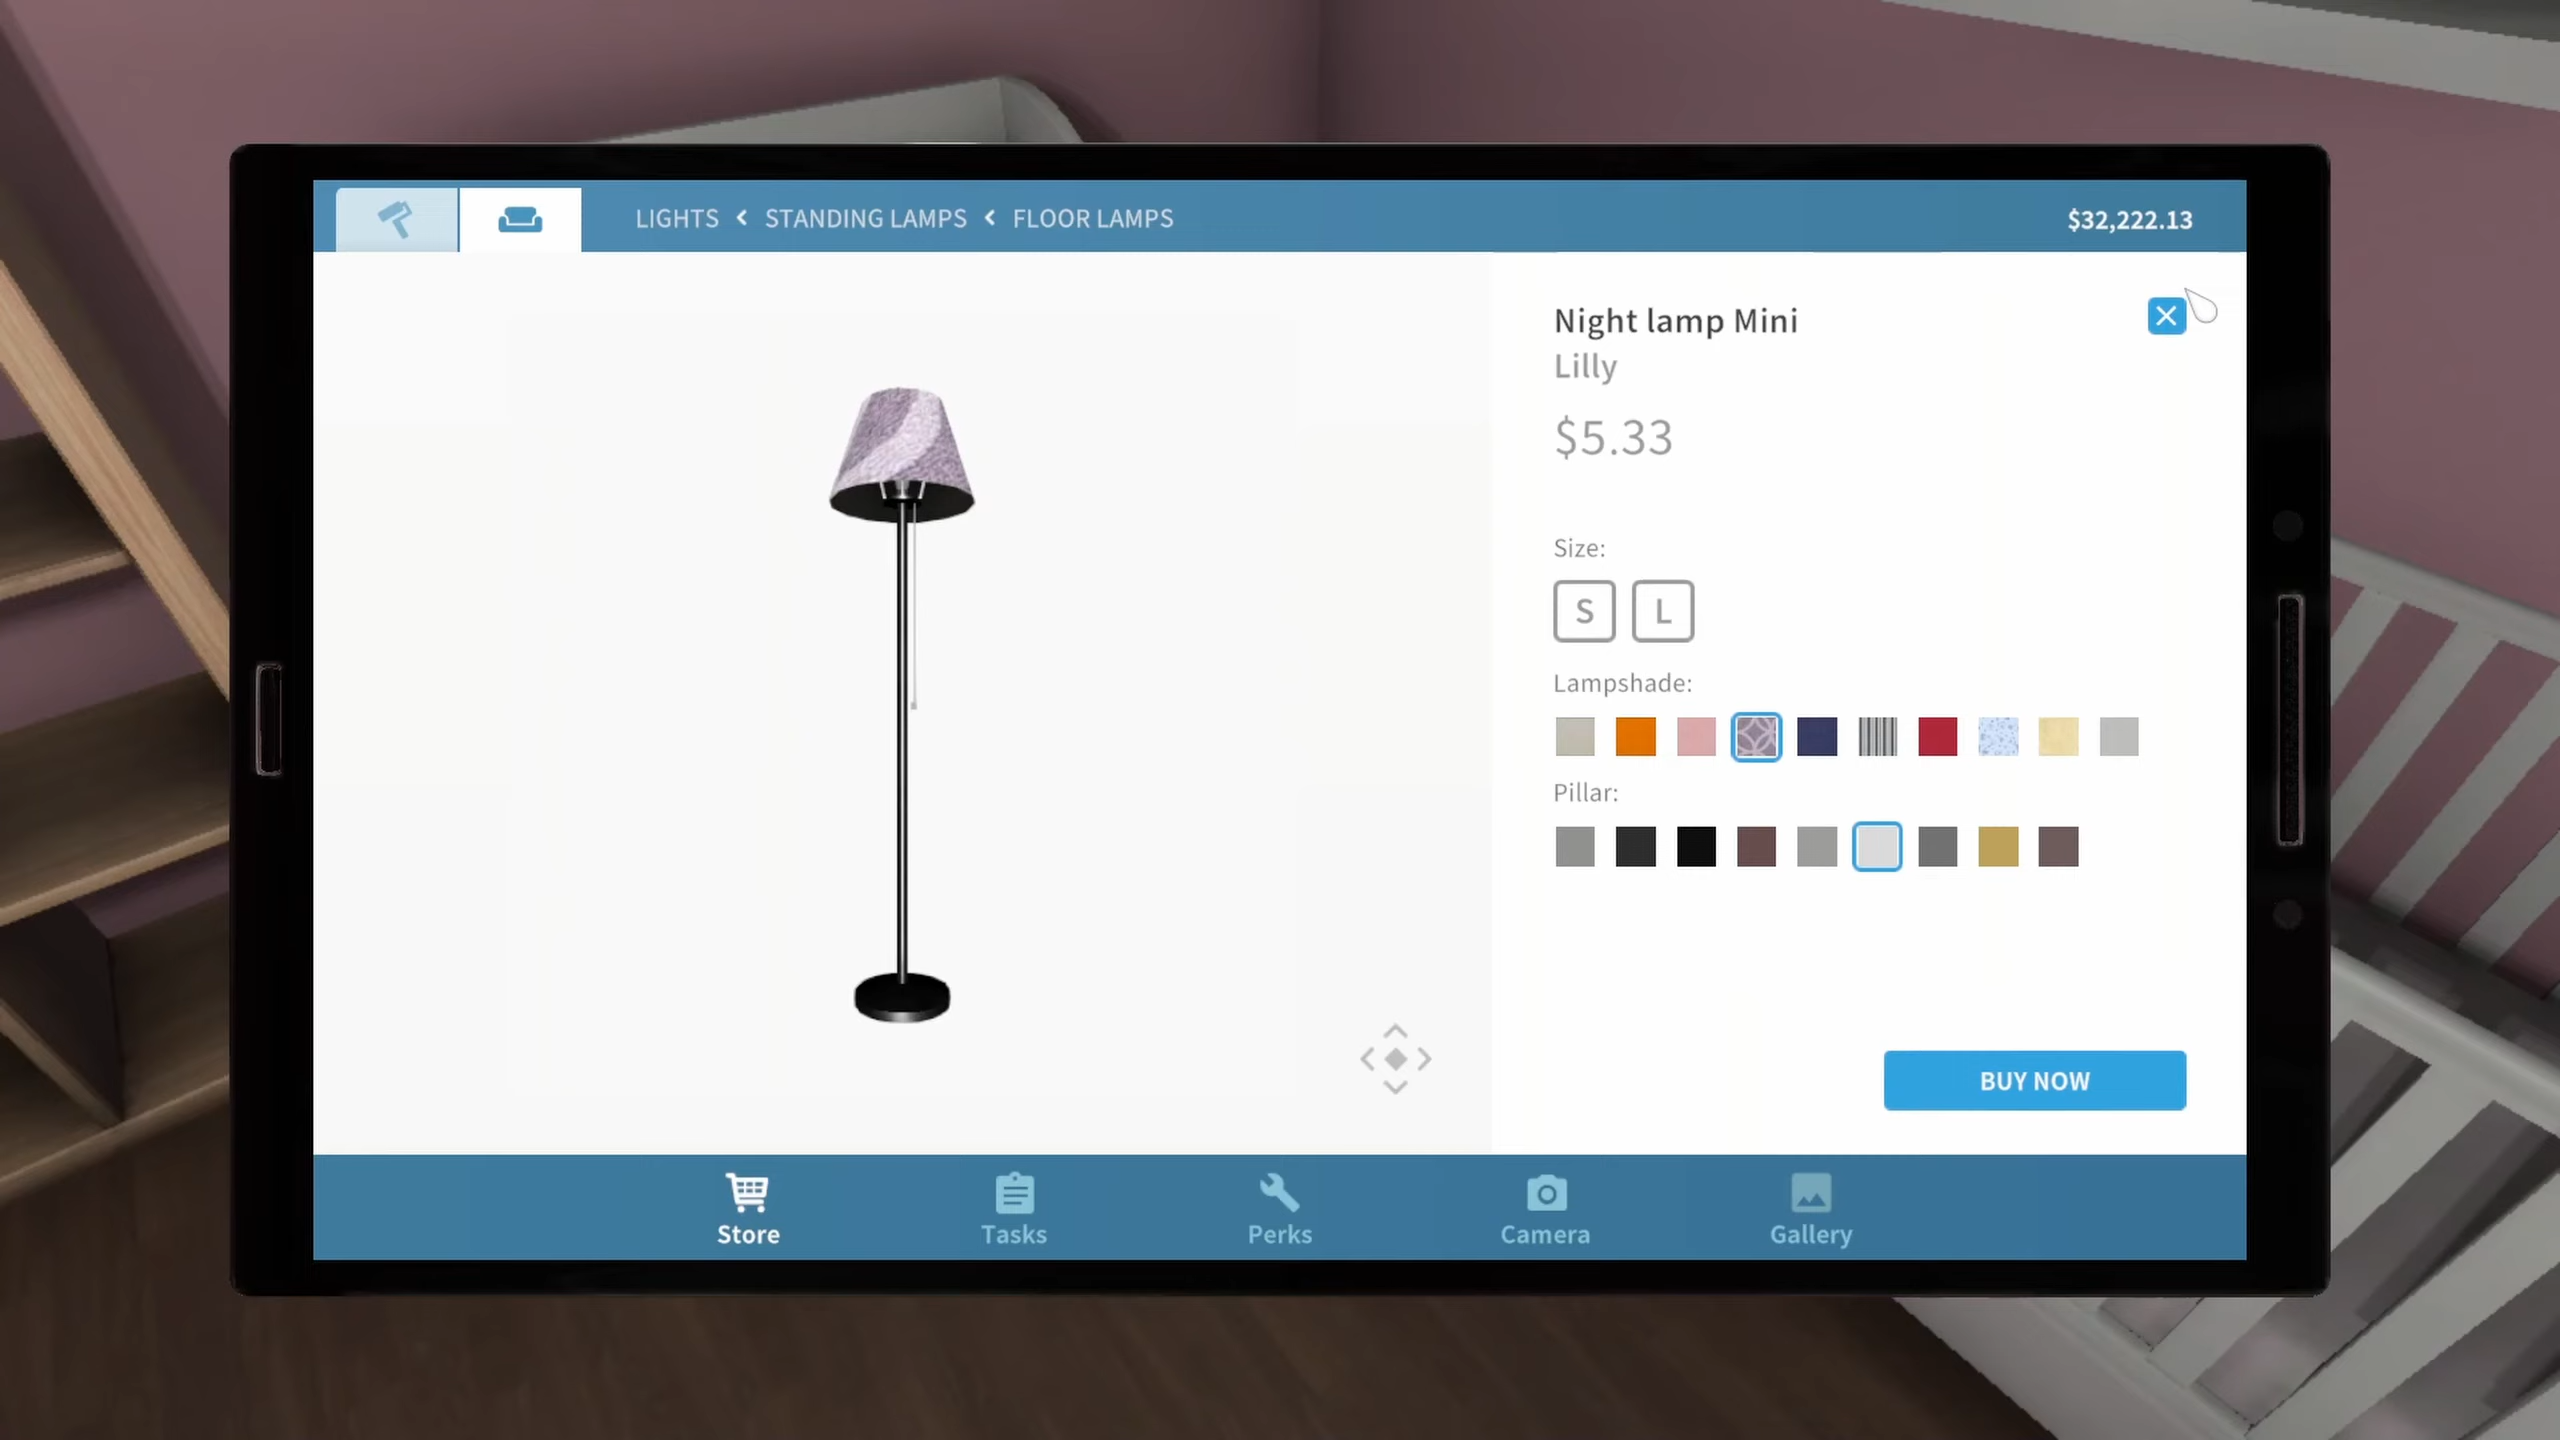 LIGHTS < STANDING LAMPS < FLOOR LAMPS
$32,222.13
Night lamp Mini
Lilly
$5.33
Size:
S L
Lampshade:
Pillar:
BUY NOW
Store Tasks Perks Camera Gallery